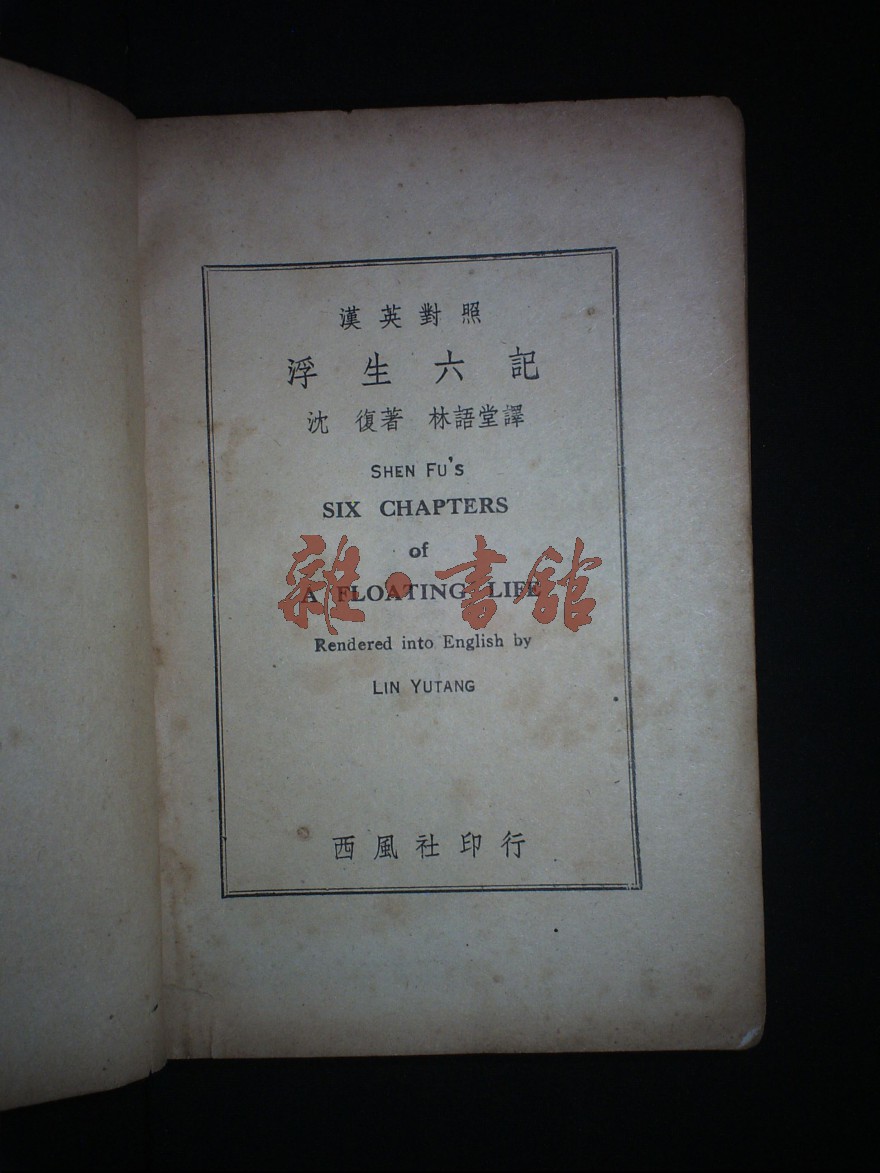 漢英對照
浮生六記
沈復著 林語堂譯
SHEN FU'S
SIX CHAPTERS
of
A FLOATING LIFE
雜·書館
Rendered into English by
LIN YUTANG
西風社印行